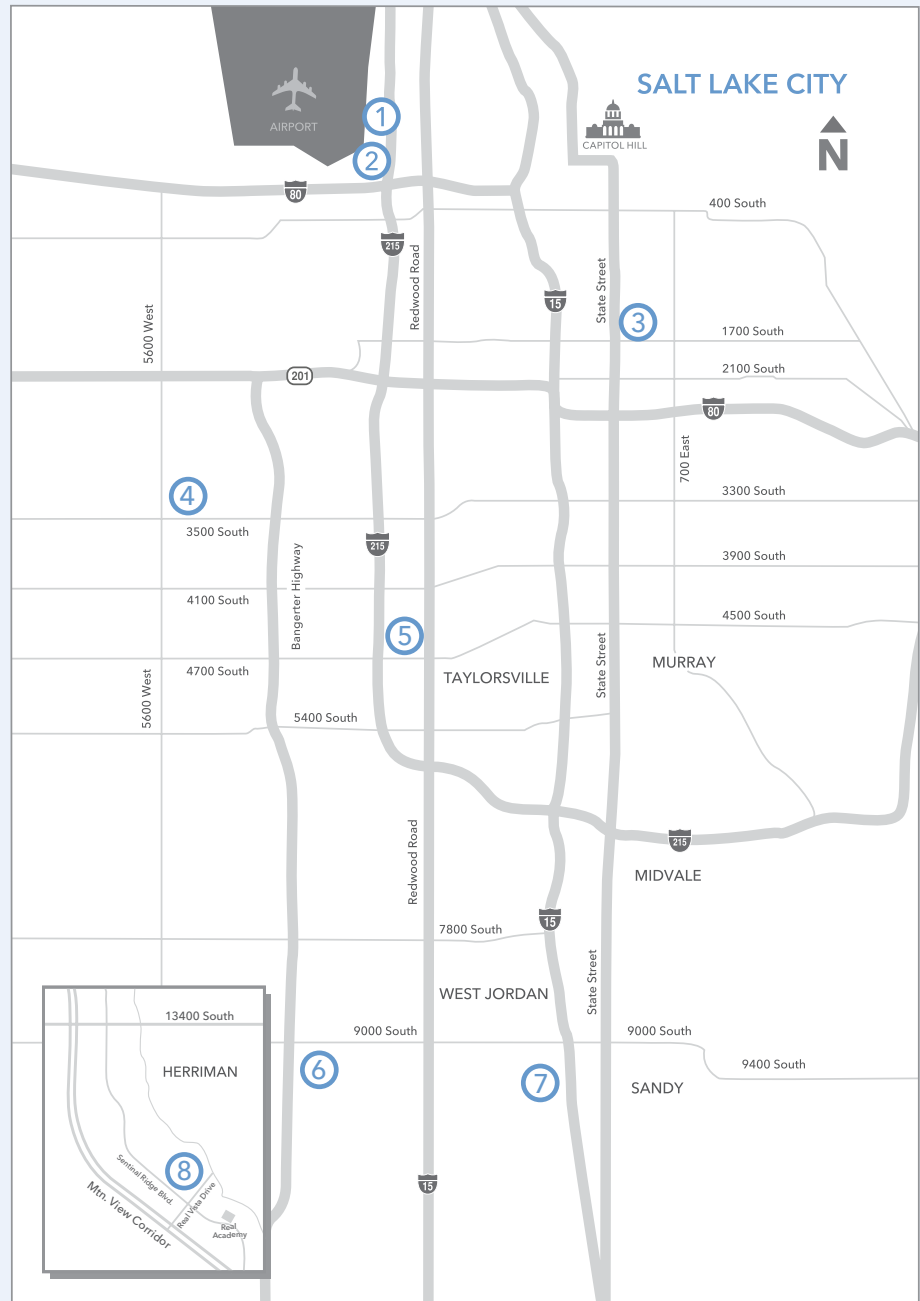 SALT LAKE CITY
AIRPORT
1
CAPITOL HILL
N
2
80
400 South
215
Redwood Road
State Street
15
5600 West
3
1700 South
201
2100 South
80
700 East
4
3300 South
3500 South
215
3900 South
Bangerter Highway
4100 South
4500 South
5
State Street
MURRAY
4700 South
TAYLORSVILLE
5600 West
5400 South
215
Redwood Road
MIDVALE
15
7800 South
State Street
WEST JORDAN
13400 South
9000 South
9000 South
9400 South
HERRIMAN
6
7
SANDY
8
Sentinal Ridge Blvd.
15
Real Vista Drive
Mtn. View Corridor
Real
Academy